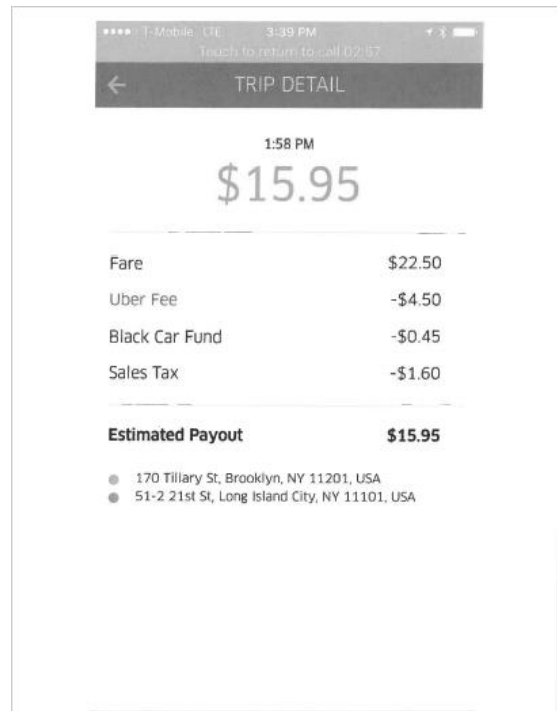 T-Mobile LTE 3:39 PM
Touch to return to call 02:57
TRIP DETAIL
1:58 PM
$15.95
Fare $22.50
Uber Fee -$4.50
Black Car Fund -$0.45
Sales Tax -$1.60
Estimated Payout $15.95
170 Tillary St, Brooklyn, NY 11201, USA
51-2 21st St, Long Island City, NY 11101, USA